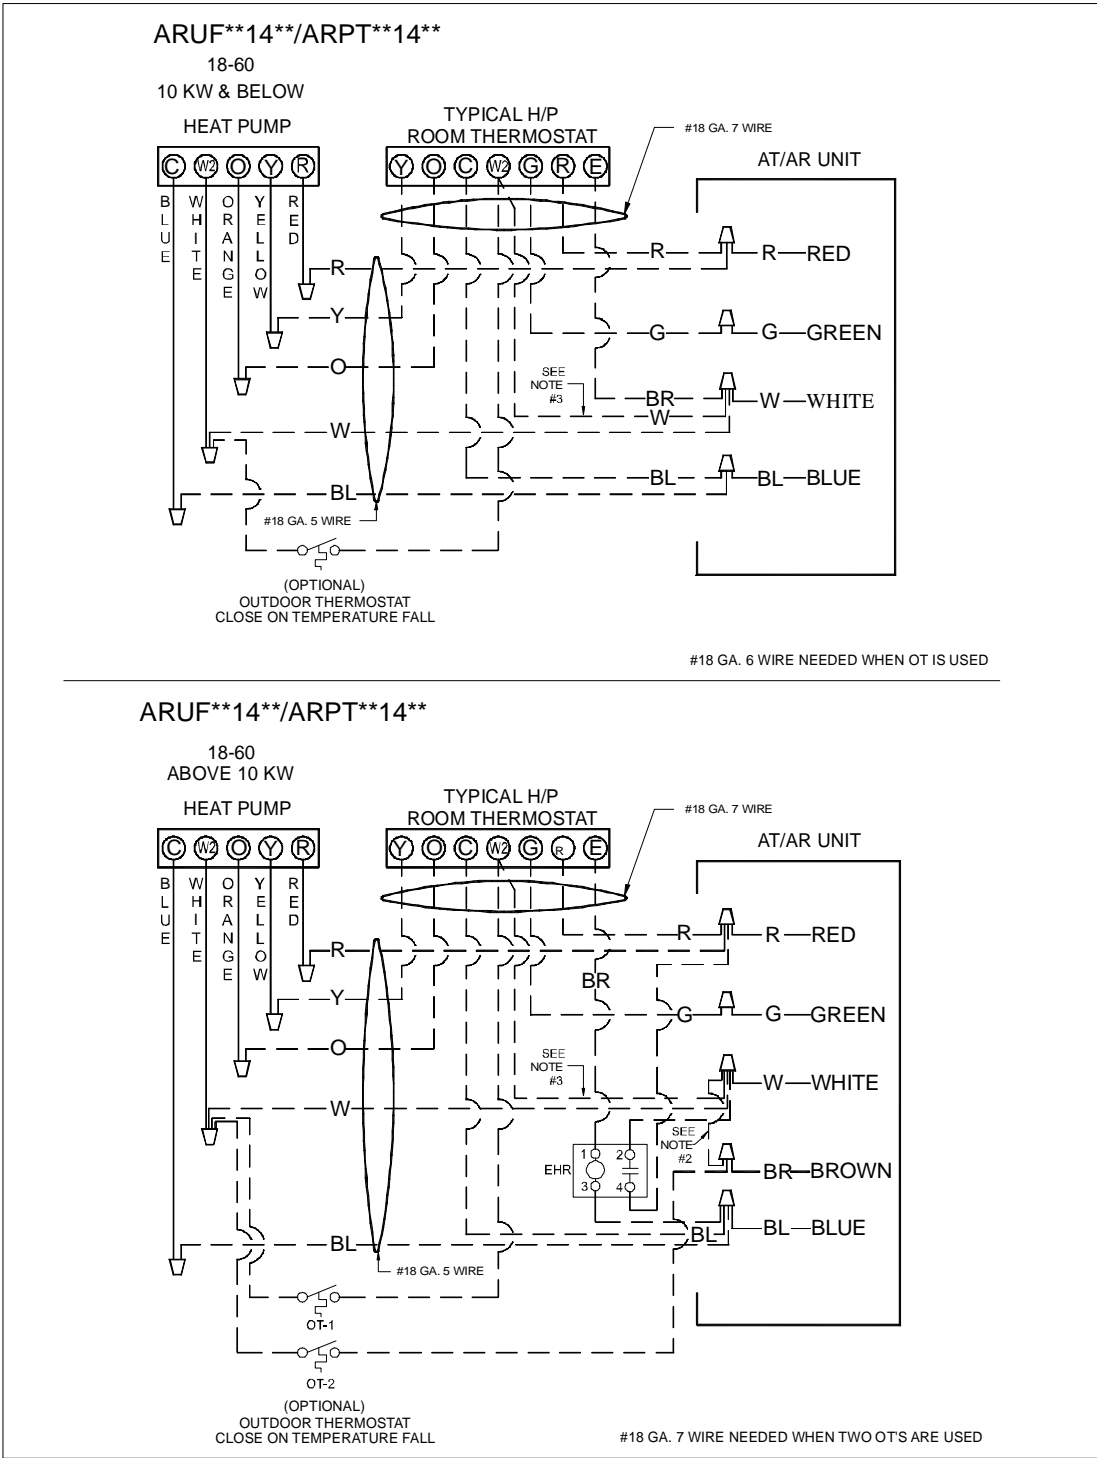 ARUF**14**/ARPT**14**
18-60
10 KW & BELOW
HEAT PUMP
TYPICAL H/P
ROOM THERMOSTAT
#18 GA. 7 WIRE
AT/AR UNIT
C W2 O Y R
Y O C W2 G R E
BLUE
WHITE
ORANGE
YELLOW
RED
R R RED
R
Y
G G GREEN
O
SEE
NOTE
#3
BR W WHITE
W
W
BL BL BLUE
BL
#18 GA. 5 WIRE
(OPTIONAL)
OUTDOOR THERMOSTAT
CLOSE ON TEMPERATURE FALL
#18 GA. 6 WIRE NEEDED WHEN OT IS USED
ARUF**14**/ARPT**14**
18-60
ABOVE 10 KW
HEAT PUMP
TYPICAL H/P
ROOM THERMOSTAT
#18 GA. 7 WIRE
AT/AR UNIT
C W2 O Y R
Y O C W2 G R E
BLUE
WHITE
ORANGE
YELLOW
RED
R R RED
R
BR
Y
G G GREEN
O
SEE
NOTE
#3
W WHITE
W
SEE
NOTE
#2
EHR
1 2
3 4
BR BROWN
BL BL BLUE
BL
#18 GA. 5 WIRE
OT-1
OT-2
(OPTIONAL)
OUTDOOR THERMOSTAT
CLOSE ON TEMPERATURE FALL
#18 GA. 7 WIRE NEEDED WHEN TWO OT'S ARE USED